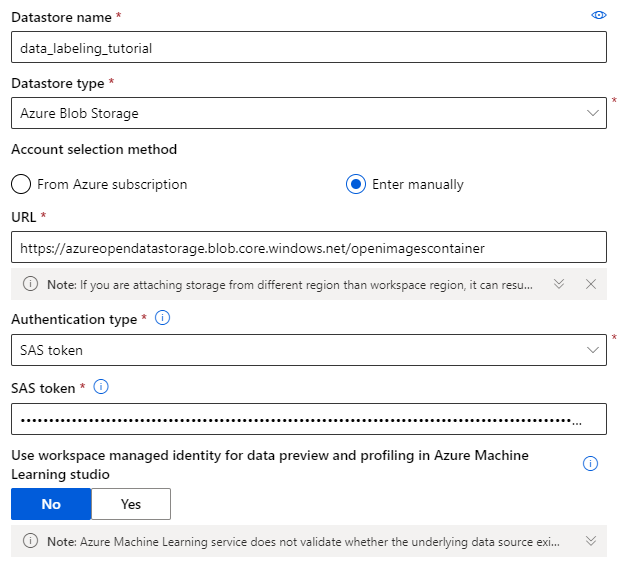 Datastore name *
data_labeling_tutorial
Datastore type *
Azure Blob Storage
*
Account selection method
From Azure subscription
Enter manually
URL *
https://azureopendatastorage.blob.core.windows.net/openimagescontainer
Note: If you are attaching storage from different region than workspace region, it can resu...
Authentication type *
SAS token
*
SAS token *
••••••••••••••••••••••••••••••••••••••••••••••••••••••••••••••••••••••••••••••••••••••••••••••••...
Use workspace managed identity for data preview and profiling in Azure Machine
Learning studio
No
Yes
Note: Azure Machine Learning service does not validate whether the underlying data source exi...